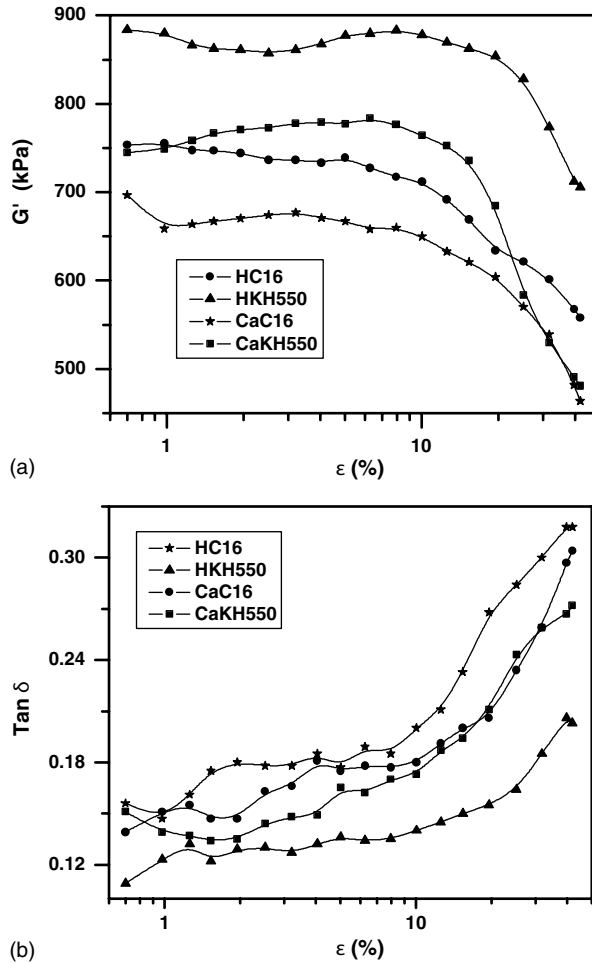 900
800
700
600
500
G' (kPa)
HC16
HKH550
CaC16
CaKH550
1
10
ε (%)
(a)
0.30
0.24
0.18
0.12
Tan δ
HC16
HKH550
CaC16
CaKH550
1
10
ε (%)
(b)